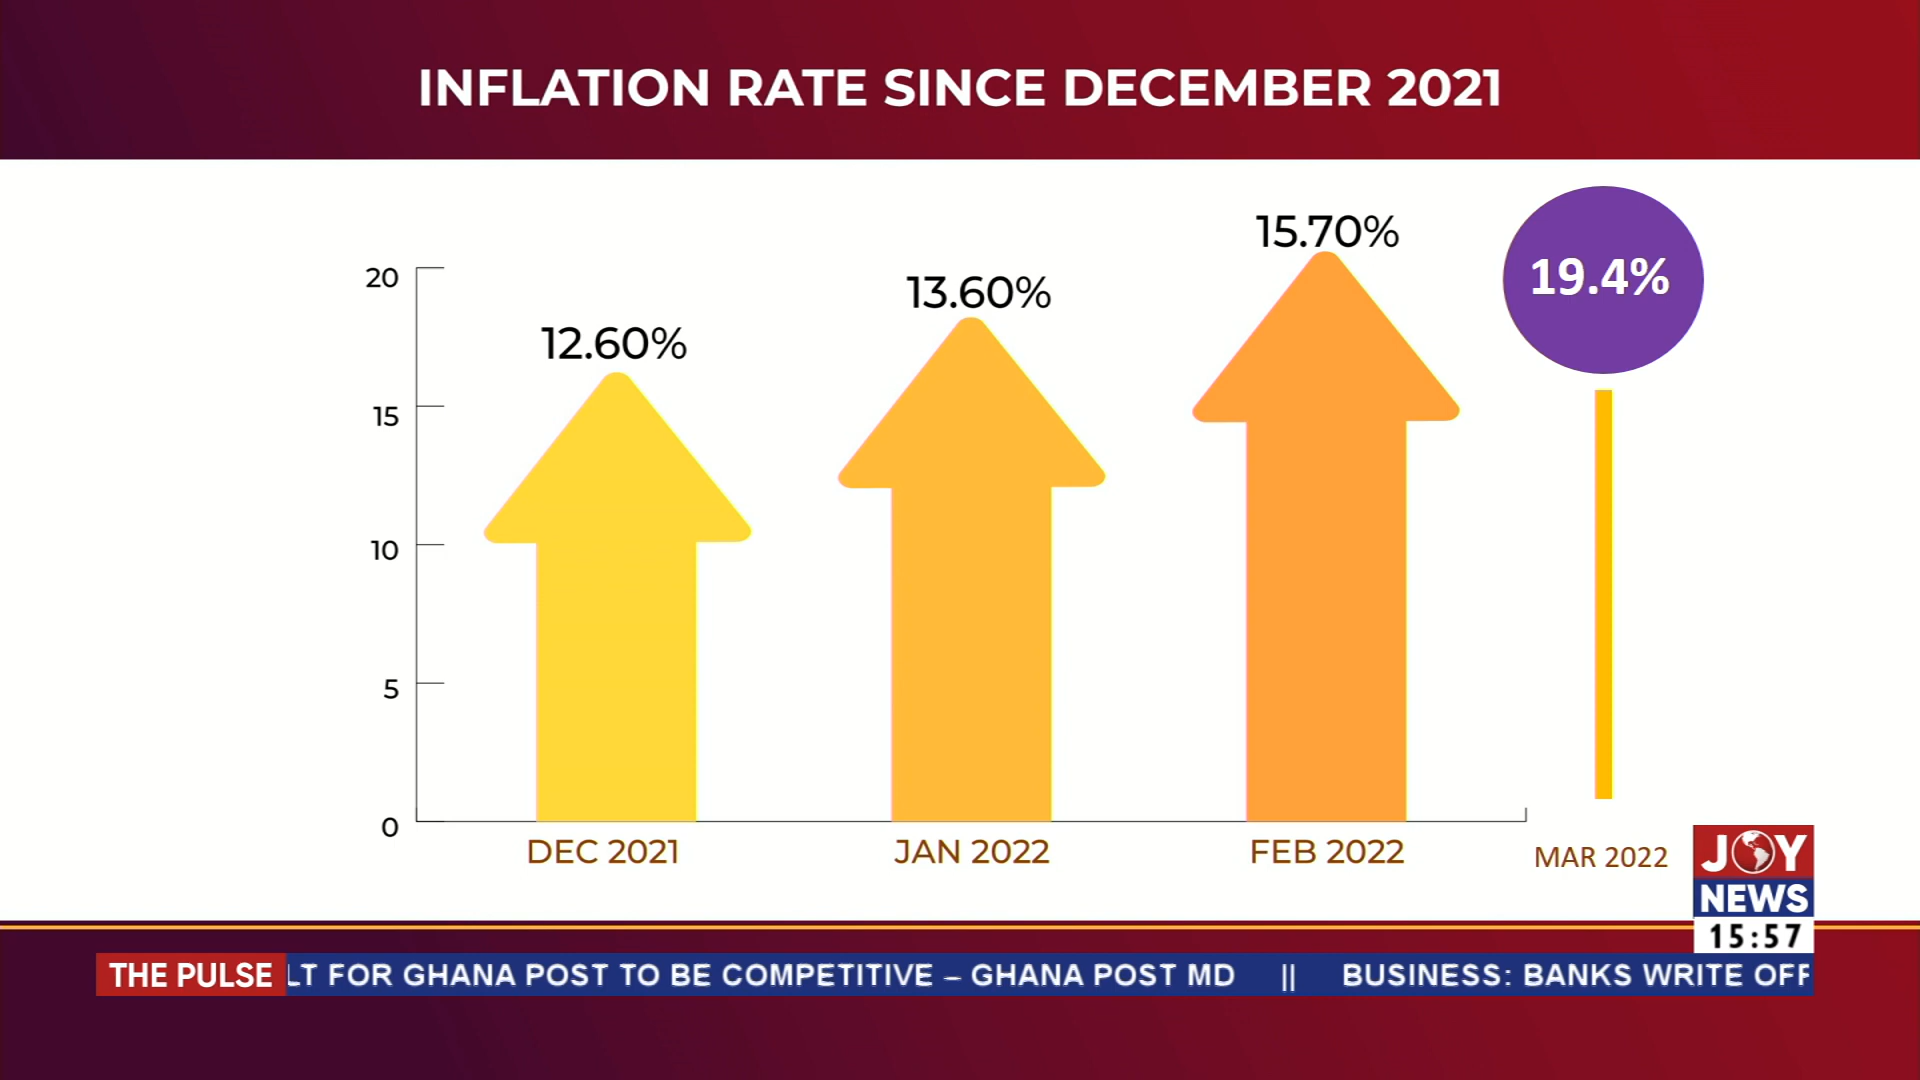 INFLATION RATE SINCE DECEMBER 2021
20
15
10
5
0
12.60%
13.60%
15.70%
19.4%
DEC 2021
JAN 2022
FEB 2022
MAR 2022
JOY
NEWS
15:57
THE PULSE
LT FOR GHANA POST TO BE COMPETITIVE – GHANA POST MD || BUSINESS: BANKS WRITE OFF